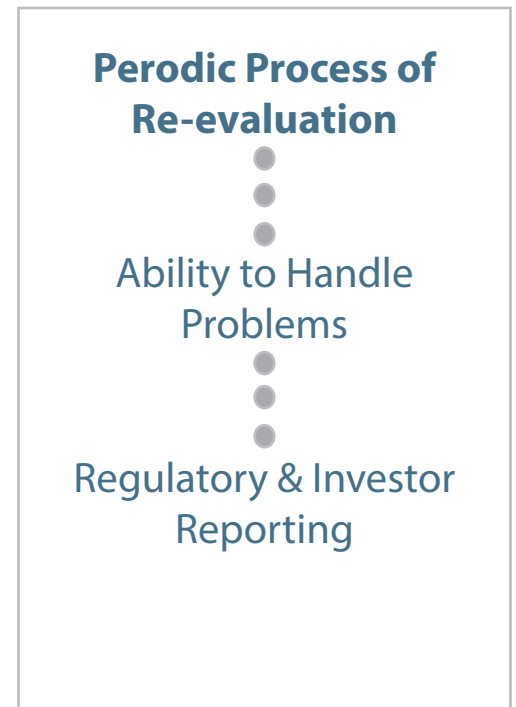 Perodic Process of
Re-evaluation
Ability to Handle
Problems
Regulatory & Investor
Reporting